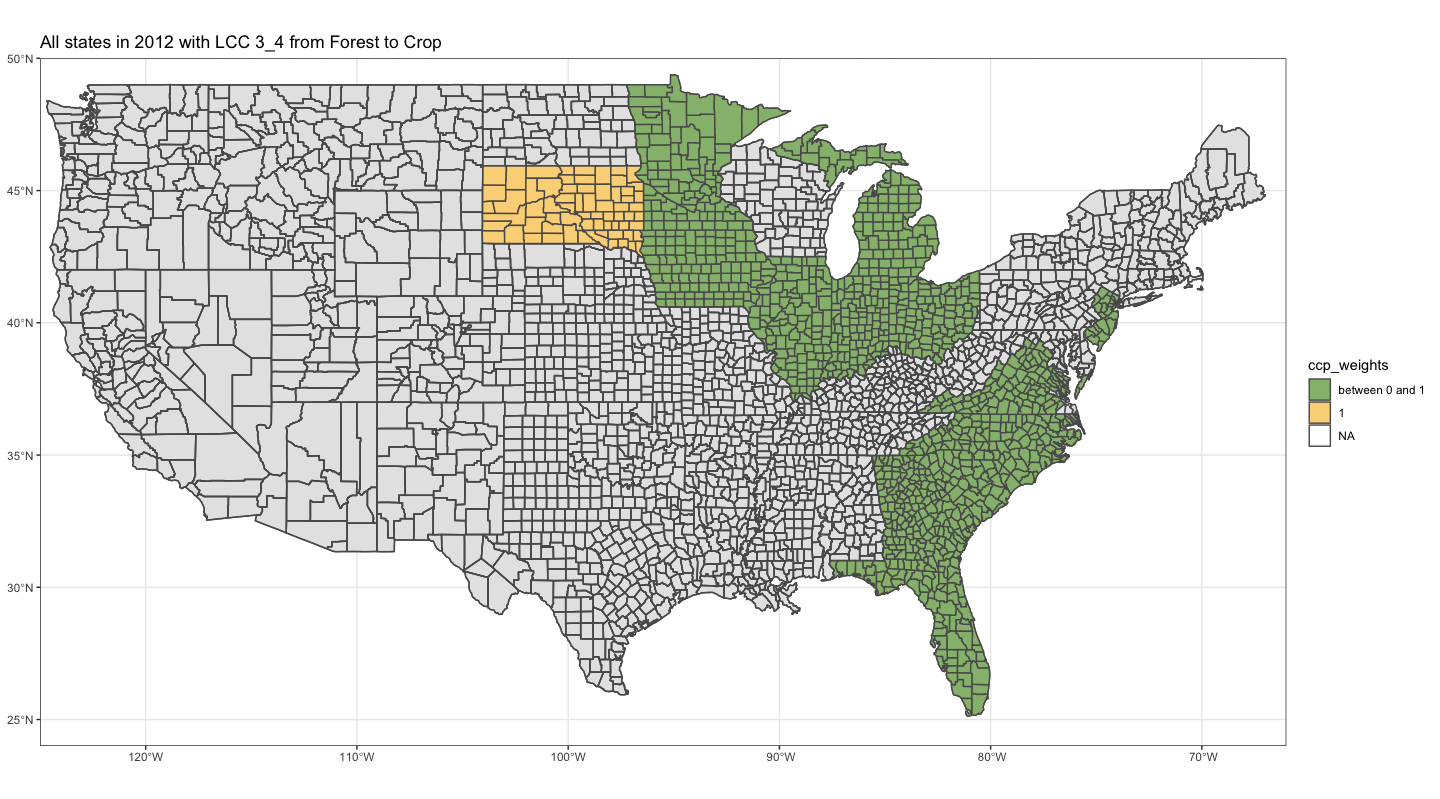 All states in 2012 with LCC 3_4 from Forest to Crop
50°N
45°N
40°N
35°N
30°N
25°N
120°W
110°W
100°W
90°W
80°W
70°W
ccp_weights
between 0 and 1
1
NA